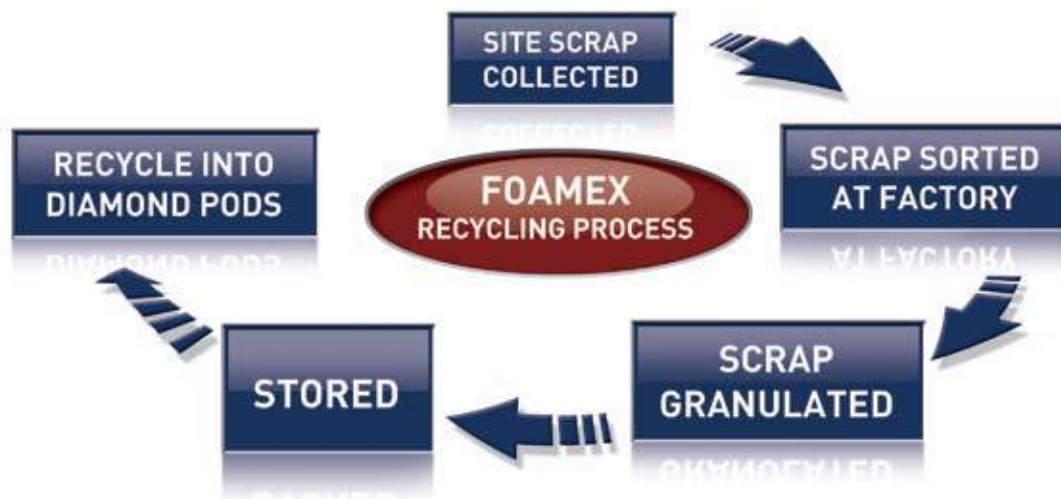 SITE SCRAP
COLLECTED
SCRAP SORTED
AT FACTORY
SCRAP
GRANULATED
STORED
RECYCLE INTO
DIAMOND PODS
FOAMEX
RECYCLING PROCESS